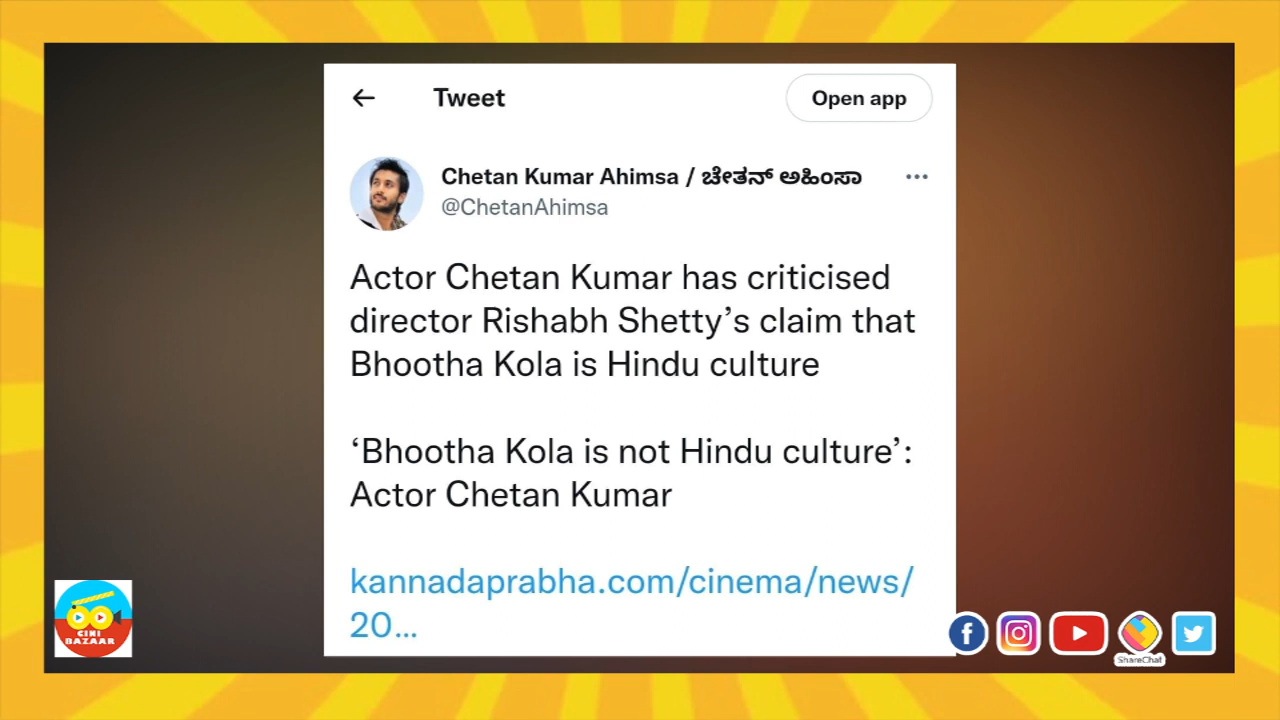 Tweet
Open app
Chetan Kumar Ahimsa / ಚೇತನ್ ಅಹಿಂಸಾ
@ChetanAhimsa
Actor Chetan Kumar has criticised
director Rishabh Shetty’s claim that
Bhootha Kola is Hindu culture
‘Bhootha Kola is not Hindu culture’:
Actor Chetan Kumar
kannadaprabha.com/cinema/news/
20...
CINI
BAZAAR
ShareChat